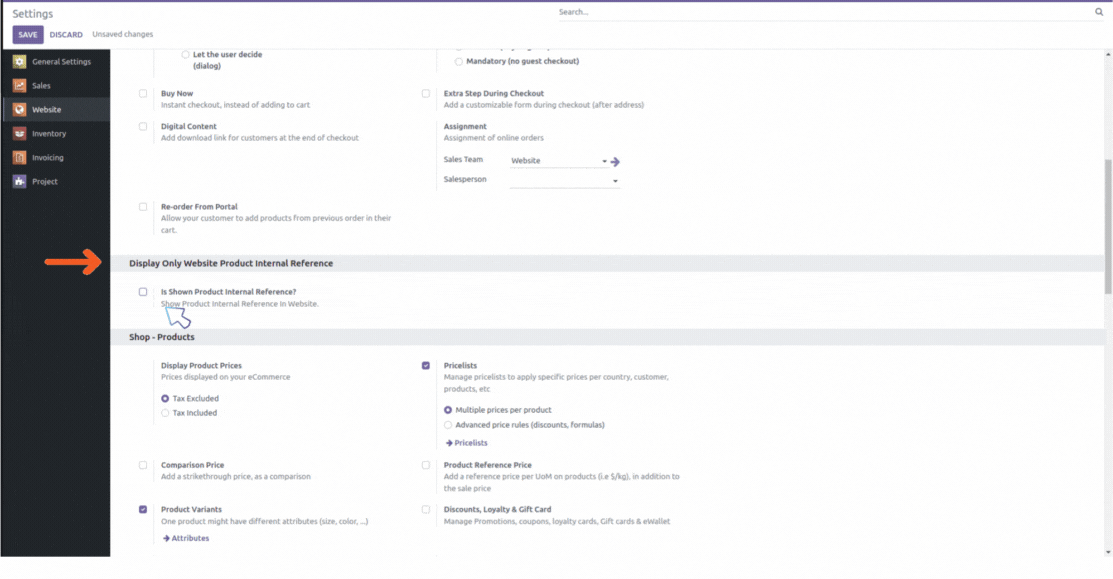 Settings
Search...
SAVE DISCARD Unsaved changes
General Settings
Sales
Website
Inventory
Invoicing
Project
Let the user decide
(dialog)
Mandatory (no guest checkout)
Buy Now
Instant checkout, instead of adding to cart
Extra Step During Checkout
Add a customizable form during checkout (after address)
Digital Content
Add download link for customers at the end of checkout
Assignment
Assignment of online orders
Sales Team Website
Salesperson
Re-order From Portal
Allow your customer to add products from previous order in their
cart.
Display Only Website Product Internal Reference
Is Shown Product Internal Reference?
Show Product Internal Reference In Website.
Shop - Products
Display Product Prices
Prices displayed on your eCommerce
Tax Excluded
Tax Included
Pricelists
Manage pricelists to apply specific prices per country, customer,
products, etc
Multiple prices per product
Advanced price rules (discounts, formulas)
Pricelists
Comparison Price
Add a strikethrough price, as a comparison
Product Reference Price
Add a reference price per UoM on products (i.e $/kg), in addition to
the sale price
Product Variants
One product might have different attributes (size, color, ...)
Attributes
Discounts, Loyalty & Gift Card
Manage Promotions, coupons, loyalty cards, Gift cards & eWallet